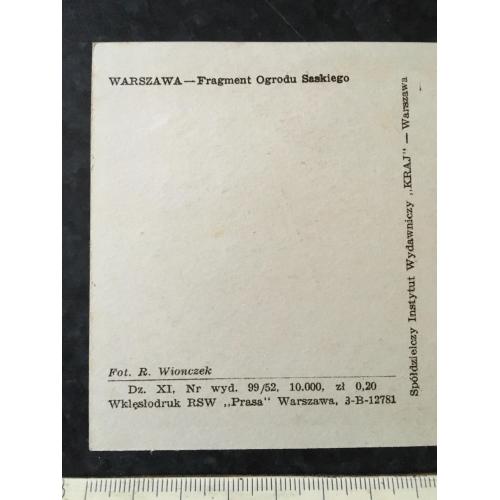 WARSZAWA — Fragment Ogrodu Saskiego
Spółdzielczy Instytut Wydawniczy „KRAJ" — Warszawa
Fot. R. Wionczek
Dz. XI, Nr wyd. 99/52, 10.000, zł 0,20
Wklęsłodruk RSW „Prasa" Warszawa, 3-B-12781